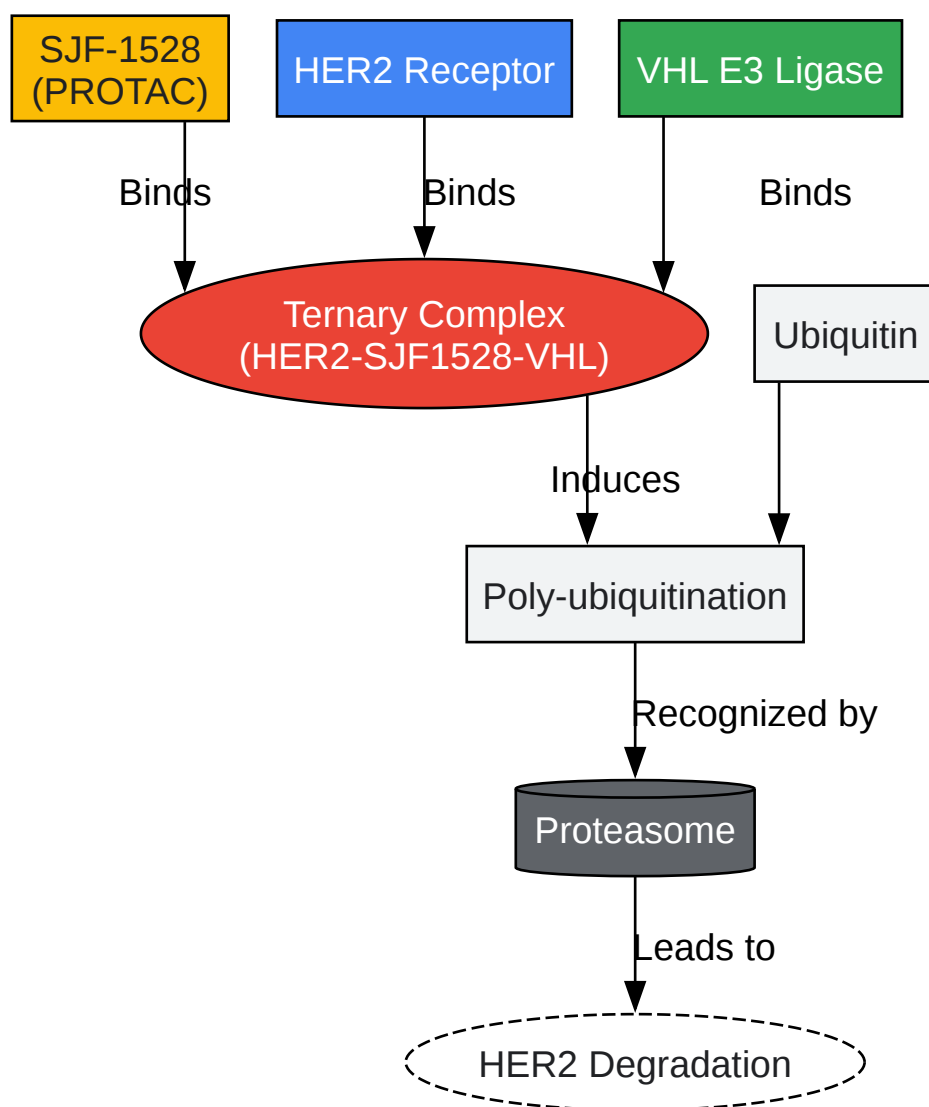 SJF-1528
(PROTAC)
HER2 Receptor
VHL E3 Ligase
Binds
Binds
Binds
Ternary Complex
(HER2-SJF1528-VHL)
Ubiquitin
Induces
Poly-ubiquitination
Recognized by
Proteasome
Leads to
HER2 Degradation